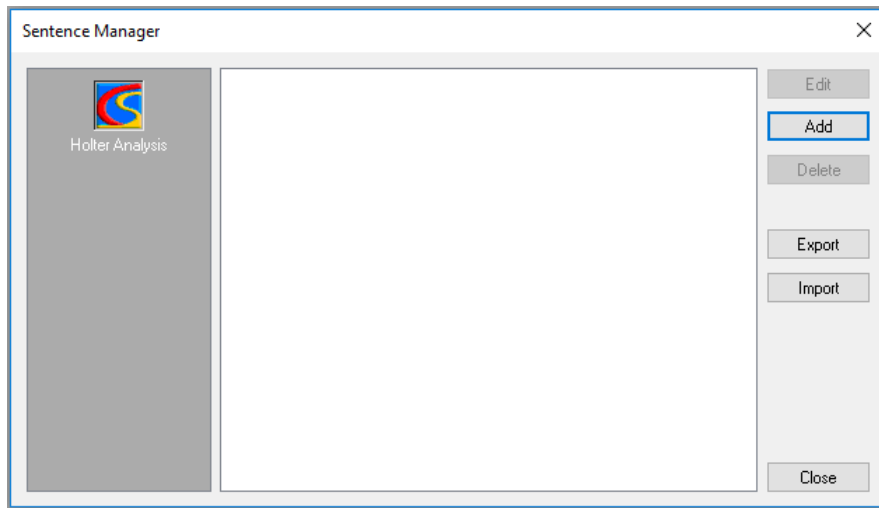 Sentence Manager
Holter Analysis
Edit
Add
Delete
Export
Import
Close